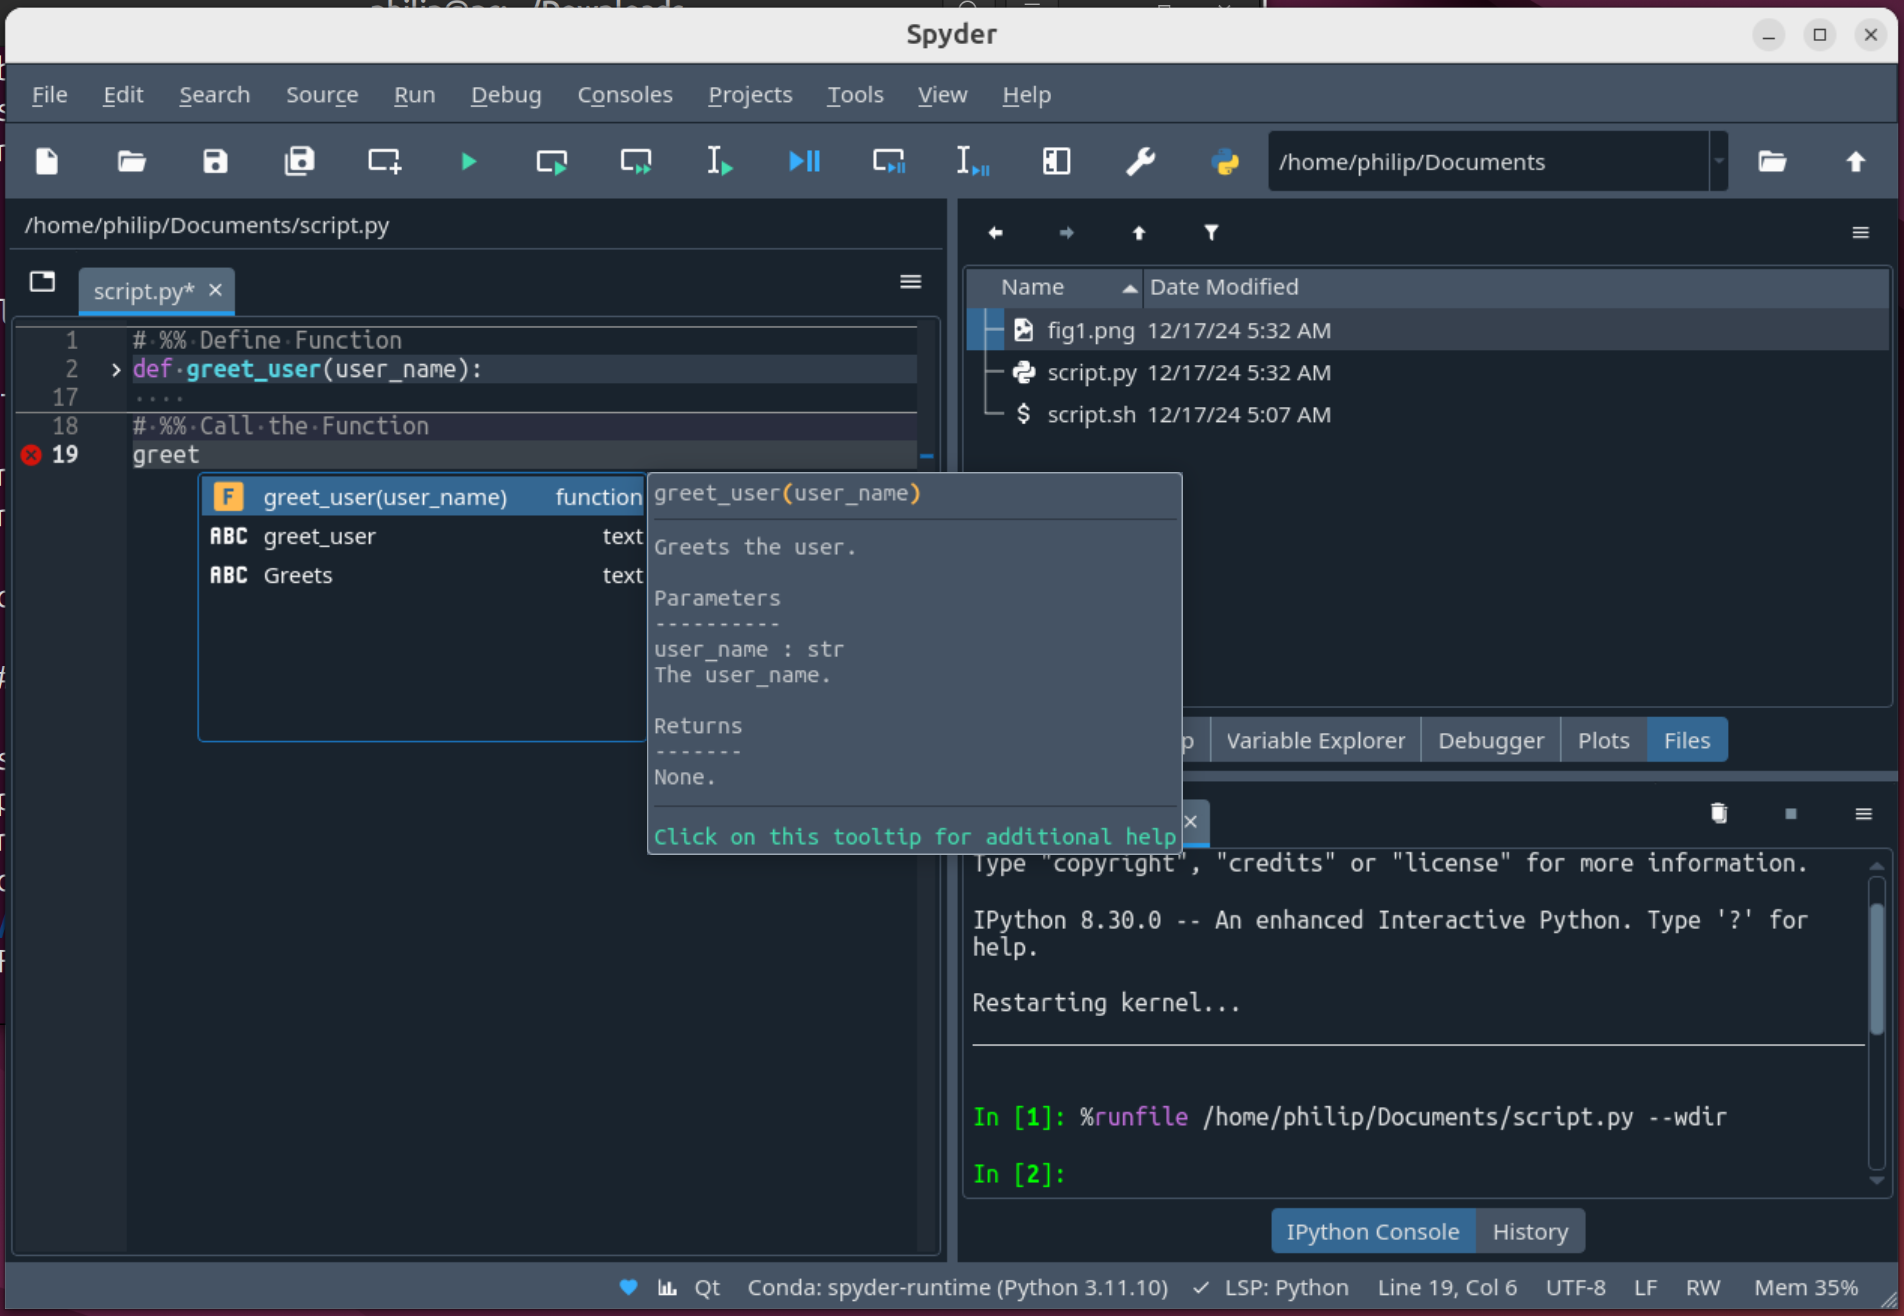 Spyder
File Edit Search Source Run Debug Consoles Projects Tools View Help
/home/philip/Documents
/home/philip/Documents/script.py
script.py*
1 # %% Define Function
2 def greet_user(user_name):
17
18 # %% Call the Function
19 greet
F greet_user(user_name) function
ABC greet_user text
ABC Greets text
greet_user(user_name)
Greets the user.
Parameters
----------
user_name : str
The user_name.
Returns
-------
None.
Click on this tooltip for additional help
Name Date Modified
fig1.png 12/17/24 5:32 AM
script.py 12/17/24 5:32 AM
$ script.sh 12/17/24 5:07 AM
p Variable Explorer Debugger Plots Files
Type "copyright", "credits" or "license" for more information.
IPython 8.30.0 -- An enhanced Interactive Python. Type '?' for
help.
Restarting kernel...
In [1]: %runfile /home/philip/Documents/script.py --wdir
In [2]:
IPython Console History
Qt Conda: spyder-runtime (Python 3.11.10) ✓ LSP: Python Line 19, Col 6 UTF-8 LF RW Mem 35%